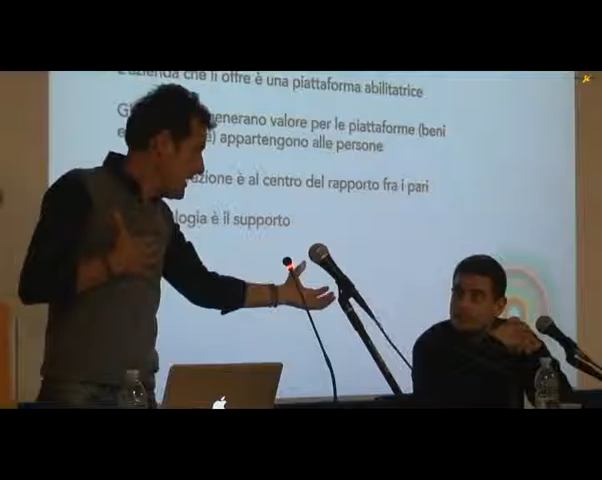 L'azienda che li offre è una piattaforma abilitatrice
G generano valore per le piattaforme (beni
e) appartengono alle persone
zione è al centro del rapporto fra i pari
logia è il supporto